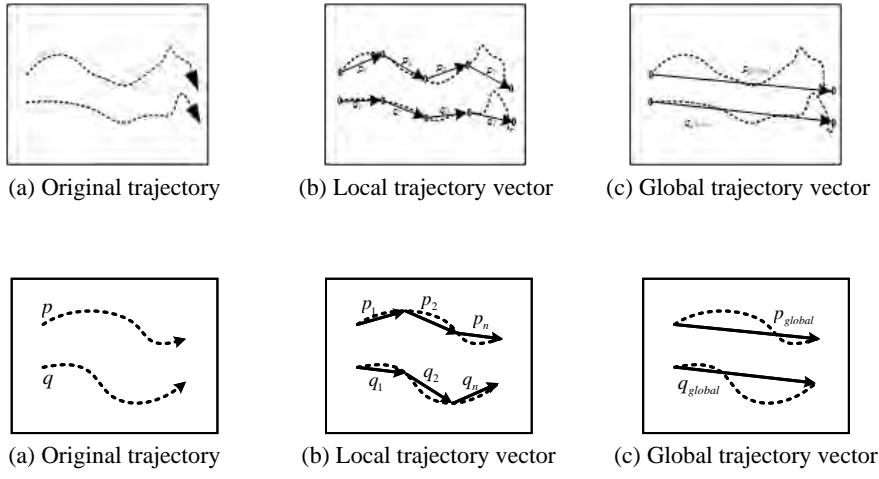 (a) Original trajectory
(b) Local trajectory vector
(c) Global trajectory vector
p
q
p1 p2 pn
q1 q2 qn
pglobal
qglobal
(a) Original trajectory
(b) Local trajectory vector
(c) Global trajectory vector